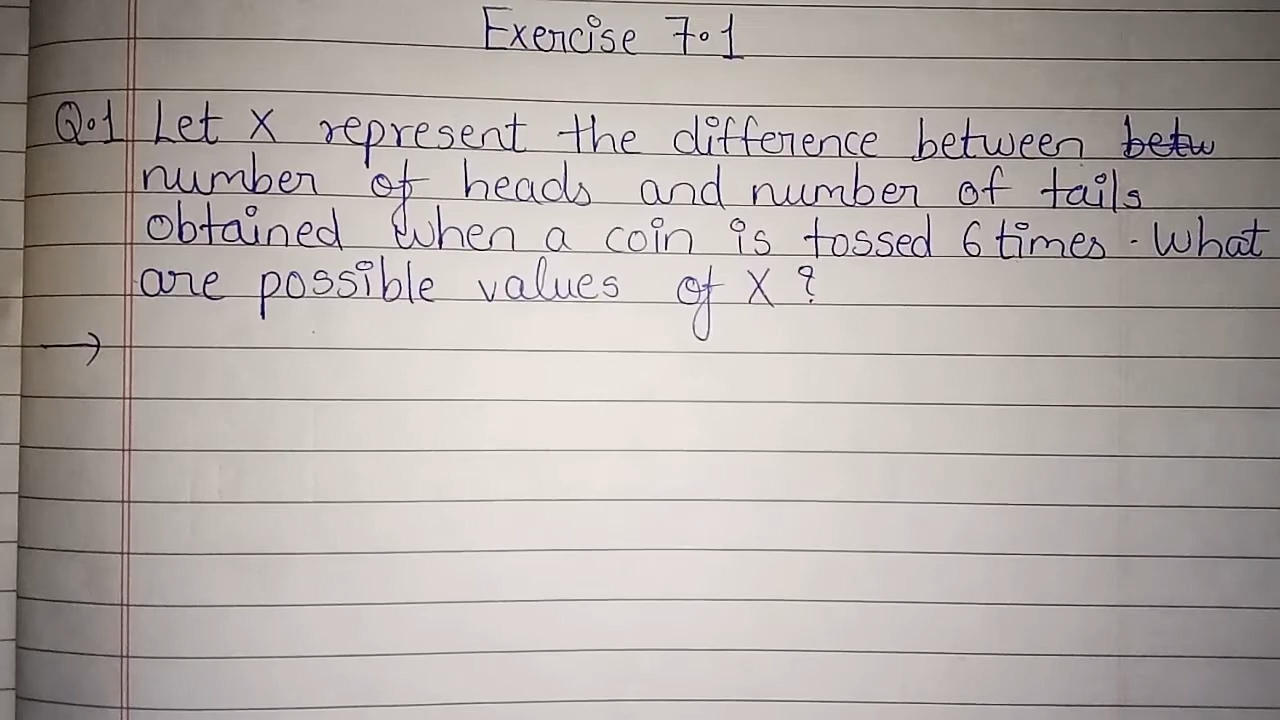 Exercise 7.1
Q.1 Let X represent the difference between betw
number of heads and number of tails
obtained when a coin is tossed 6 times. What
are possible values of X ?
→